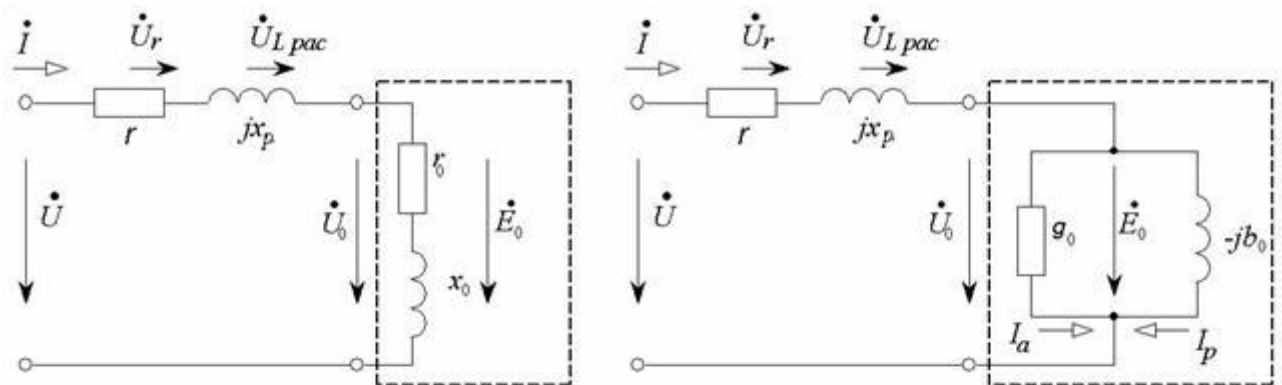 İ U̇r U̇L pac
r jxp
r0
U̇ U̇0 Ė0
x0
İ U̇r U̇L pac
r jxp
U̇ U̇0 g0 Ė0 -jb0
Ia Ip